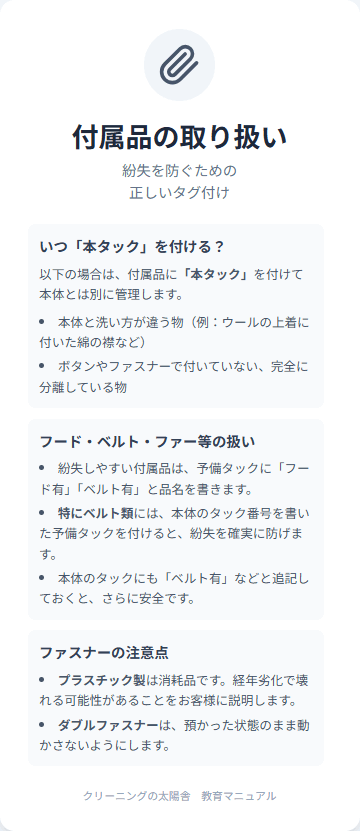 付属品の取り扱い
紛失を防ぐための
正しいタグ付け
いつ「本タック」を付ける？
以下の場合は、付属品に「本タック」を付けて
本体とは別に管理します。
● 本体と洗い方が違う物（例：ウールの上着に
付いた綿の襟など）
● ボタンやファスナーで付いていない、完全に
分離している物
フード・ベルト・ファー等の扱い
● 紛失しやすい付属品は、予備タックに「フー
ド有」「ベルト有」と品名を書きます。
● 特にベルト類には、本体のタック番号を書い
た予備タックを付けると、紛失を確実に防げま
す。
● 本体のタックにも「ベルト有」などと追記し
ておくと、さらに安全です。
ファスナーの注意点
● プラスチック製は消耗品です。経年劣化で壊
れる可能性があることをお客様に説明します。
● ダブルファスナーは、預かった状態のまま動
かさないようにします。
クリーニングの太陽舎　教育マニュアル